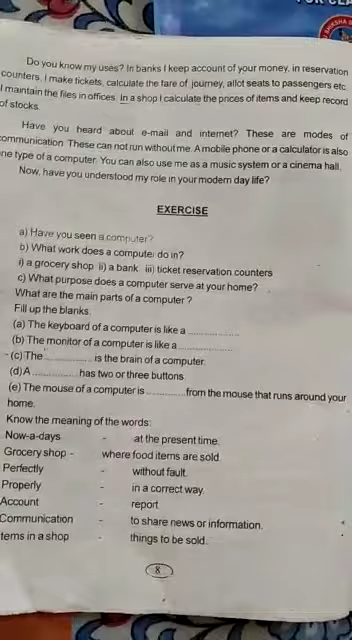 Do you know my uses? In banks I keep account of your money, in reservation
counters, I make tickets, calculate the fare of journey, allot seats to passengers etc.
I maintain the files in offices. In a shop I calculate the prices of items and keep record
of stocks.
Have you heard about e-mail and internet? These are modes of
communication. These can not run without me. A mobile phone or a calculator is also
ne type of a computer. You can also use me as a music system or a cinema hall.
Now, have you understood my role in your modern day life?
EXERCISE
a) Have you seen a computer?
b) What work does a computer do in?
i) a grocery shop ii) a bank iii) ticket reservation counters
c) What purpose does a computer serve at your home?
What are the main parts of a computer ?
Fill up the blanks.
(a) The keyboard of a computer is like a ..................
(b) The monitor of a computer is like a ..................
(c) The ................ is the brain of a computer.
(d) A ............... has two or three buttons.
(e) The mouse of a computer is ............. from the mouse that runs around your
home.
Know the meaning of the words:
Now-a-days - at the present time.
Grocery shop - where food items are sold.
Perfectly - without fault.
Properly - in a correct way.
Account - report
Communication - to share news or information.
tems in a shop - things to be sold.
8